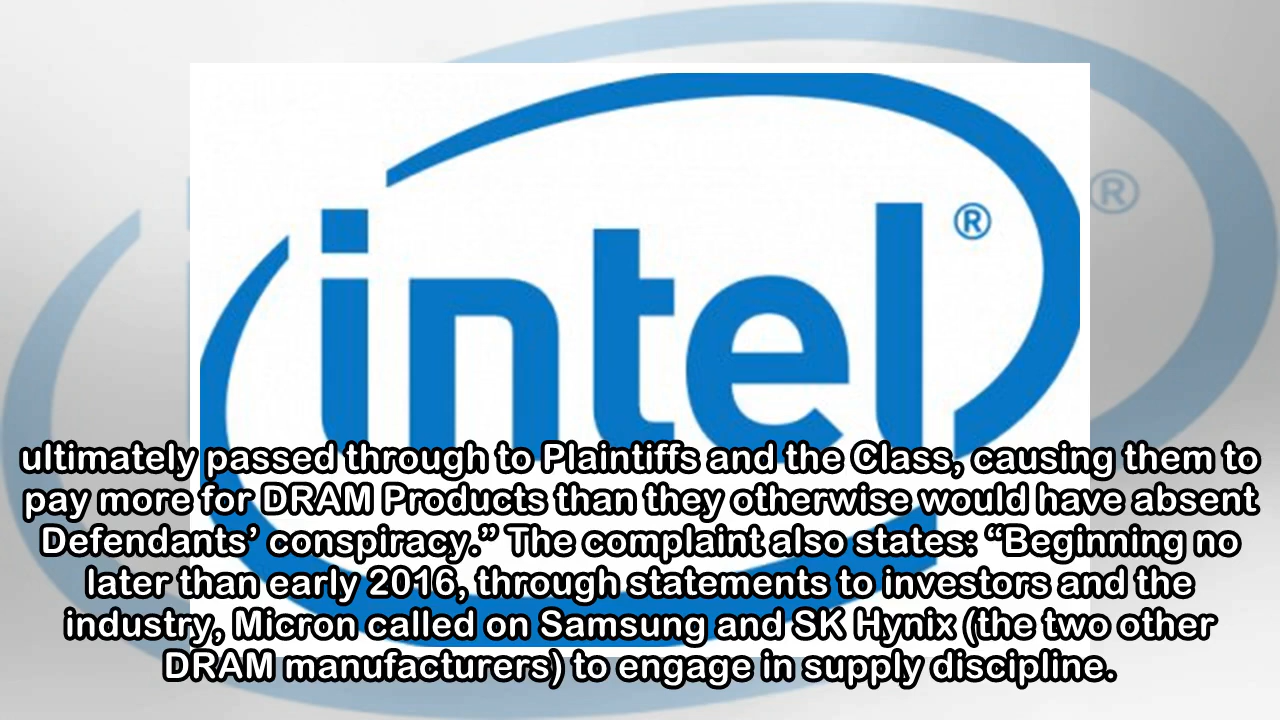 intel®
®
ultimately passed through to Plaintiffs and the Class, causing them to
pay more for DRAM Products than they otherwise would have absent
Defendants’ conspiracy.” The complaint also states: “Beginning no
later than early 2016, through statements to investors and the
industry, Micron called on Samsung and SK Hynix (the two other
DRAM manufacturers) to engage in supply discipline.